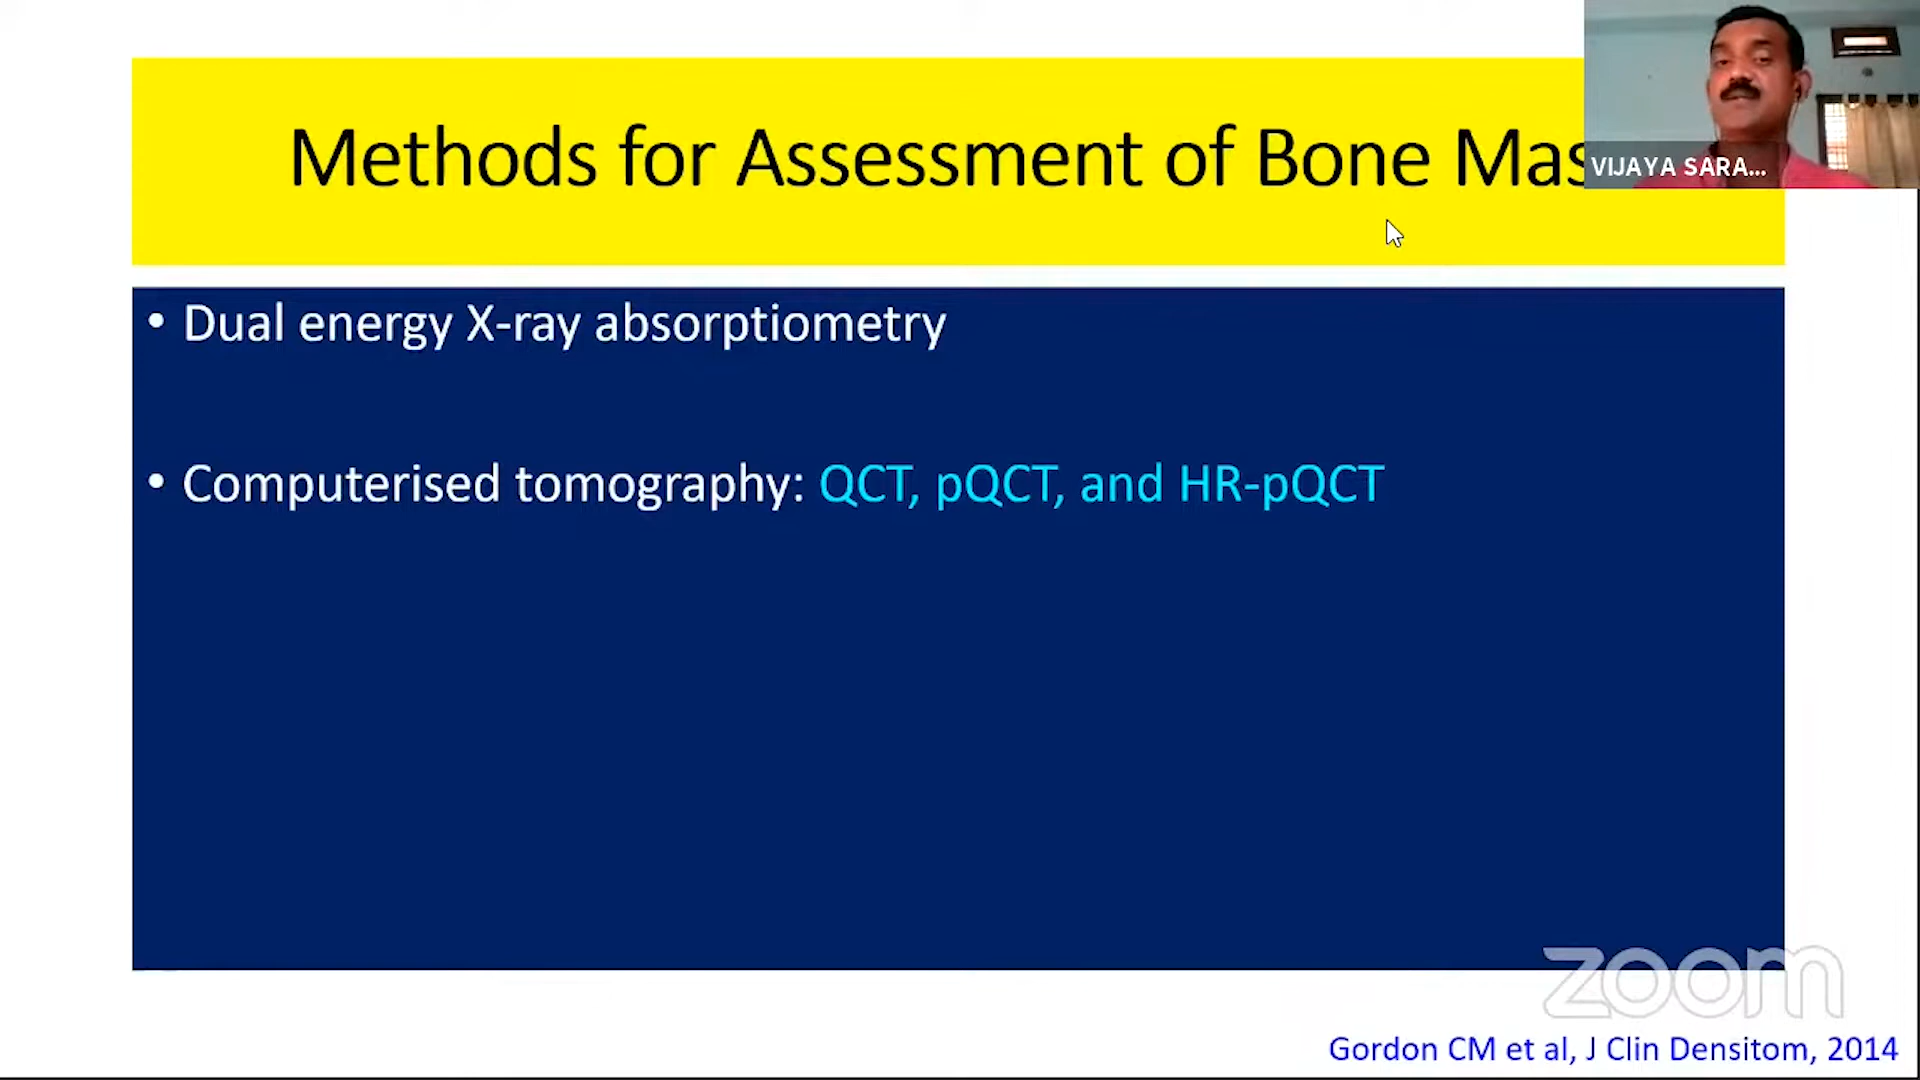 Methods for Assessment of Bone Mas
VIJAYA SARA...
• Dual energy X-ray absorptiometry
• Computerised tomography: QCT, pQCT, and HR-pQCT
zoom
Gordon CM et al, J Clin Densitom, 2014